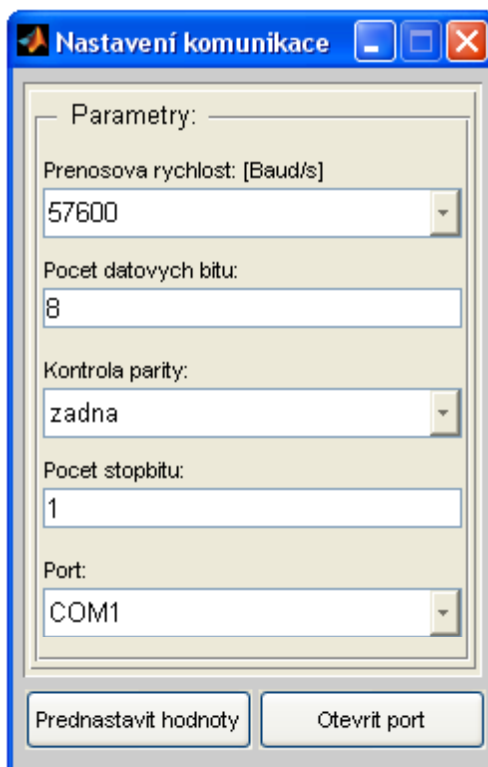 Nastavení komunikace
Parametry:
Prenosova rychlost: [Baud/s]
57600
Pocet datovych bitu:
8
Kontrola parity:
zadna
Pocet stopbitu:
1
Port:
COM1
Prednastavit hodnoty
Otevrit port